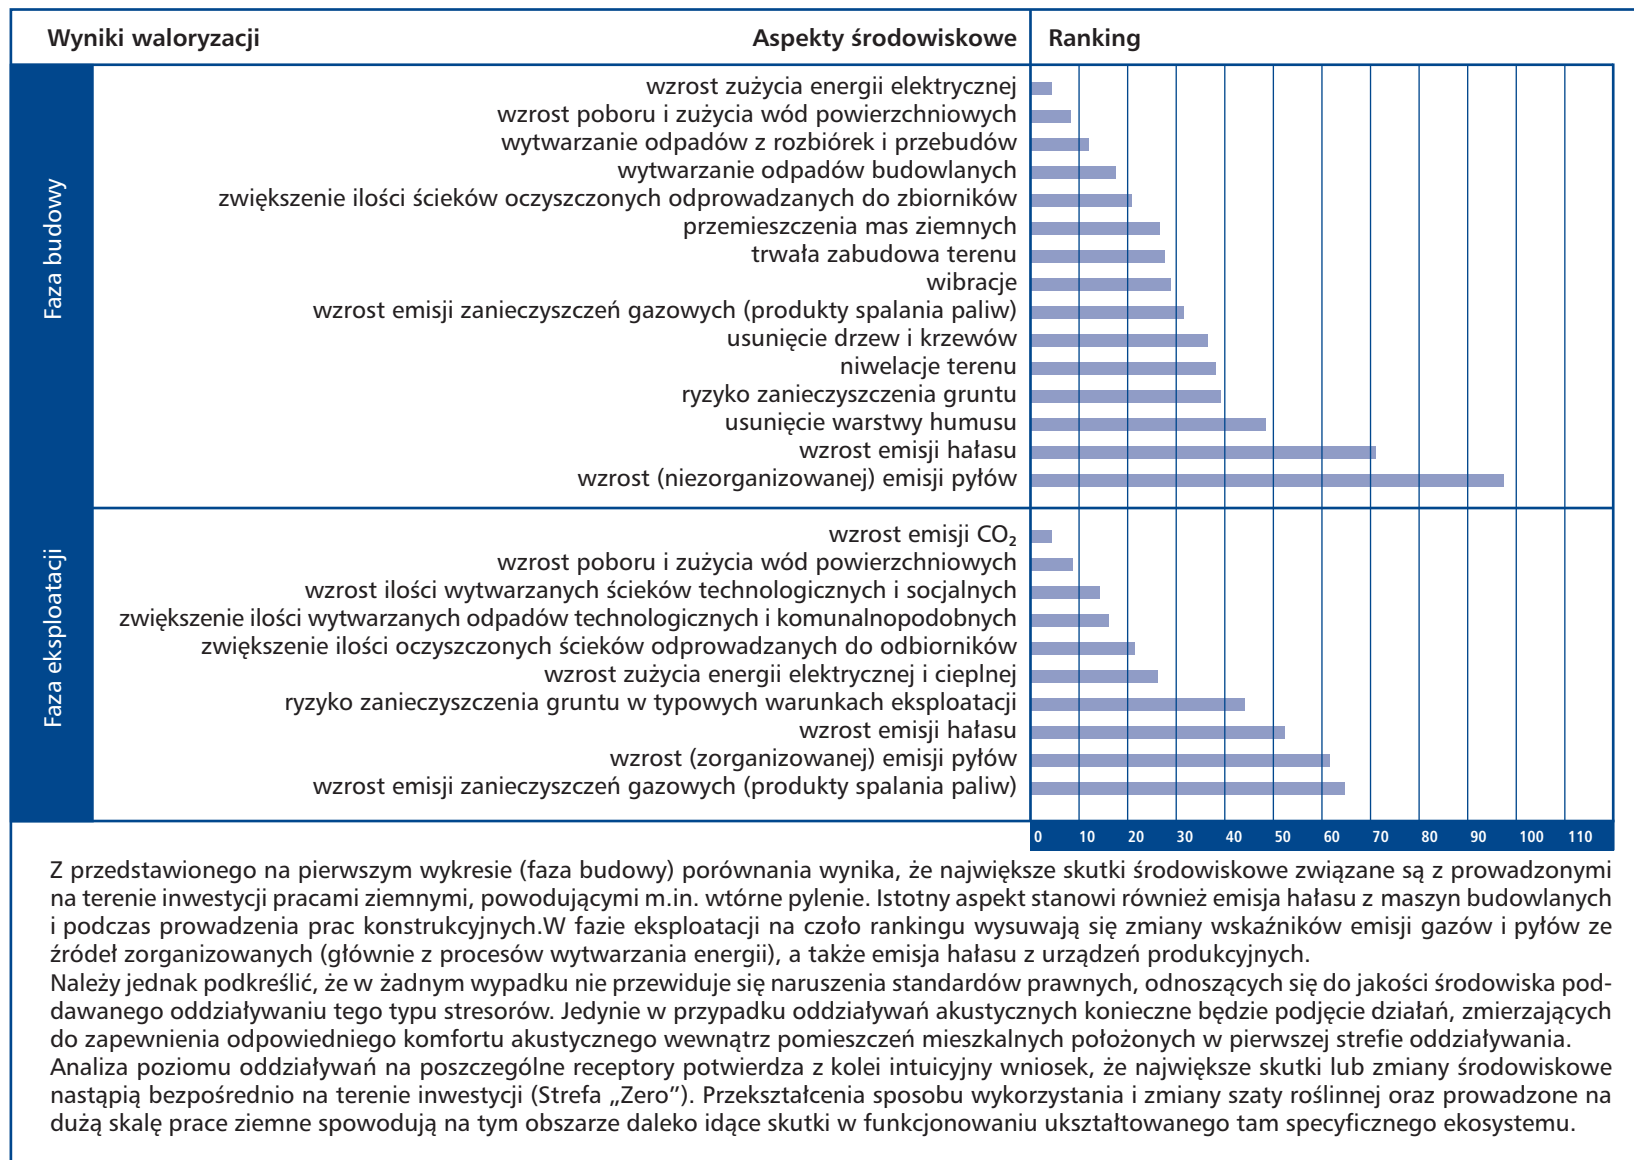 Wyniki waloryzacji Aspekty środowiskowe Ranking
Faza budowy
wzrost zużycia energii elektrycznej
wzrost poboru i zużycia wód powierzchniowych
wytwarzanie odpadów z rozbiórek i przebudów
wytwarzanie odpadów budowlanych
zwiększenie ilości ścieków oczyszczonych odprowadzanych do zbiorników
przemieszczenia mas ziemnych
trwała zabudowa terenu
wibracje
wzrost emisji zanieczyszczeń gazowych (produkty spalania paliw)
usunięcie drzew i krzewów
niwelacje terenu
ryzyko zanieczyszczenia gruntu
usunięcie warstwy humusu
wzrost emisji hałasu
wzrost (niezorganizowanej) emisji pyłów
Faza eksploatacji
wzrost emisji CO₂
wzrost poboru i zużycia wód powierzchniowych
wzrost ilości wytwarzanych ścieków technologicznych i socjalnych
zwiększenie ilości wytwarzanych odpadów technologicznych i komunalnopodobnych
zwiększenie ilości oczyszczonych ścieków odprowadzanych do odbiorników
wzrost zużycia energii elektrycznej i cieplnej
ryzyko zanieczyszczenia gruntu w typowych warunkach eksploatacji
wzrost emisji hałasu
wzrost (zorganizowanej) emisji pyłów
wzrost emisji zanieczyszczeń gazowych (produkty spalania paliw)
0 10 20 30 40 50 60 70 80 90 100 110
Z przedstawionego na pierwszym wykresie (faza budowy) porównania wynika, że największe skutki środowiskowe związane są z prowadzonymi
na terenie inwestycji pracami ziemnymi, powodującymi m.in. wtórne pylenie. Istotny aspekt stanowi również emisja hałasu z maszyn budowlanych
i podczas prowadzenia prac konstrukcyjnych.W fazie eksploatacji na czoło rankingu wysuwają się zmiany wskaźników emisji gazów i pyłów ze
źródeł zorganizowanych (głównie z procesów wytwarzania energii), a także emisja hałasu z urządzeń produkcyjnych.
Należy jednak podkreślić, że w żadnym wypadku nie przewiduje się naruszenia standardów prawnych, odnoszących się do jakości środowiska pod-
dawanego oddziaływaniu tego typu stresorów. Jedynie w przypadku oddziaływań akustycznych konieczne będzie podjęcie działań, zmierzających
do zapewnienia odpowiedniego komfortu akustycznego wewnątrz pomieszczeń mieszkalnych położonych w pierwszej strefie oddziaływania.
Analiza poziomu oddziaływań na poszczególne receptory potwierdza z kolei intuicyjny wniosek, że największe skutki lub zmiany środowiskowe
nastąpią bezpośrednio na terenie inwestycji (Strefa „Zero”). Przekształcenia sposobu wykorzystania i zmiany szaty roślinnej oraz prowadzone na
dużą skalę prace ziemne spowodują na tym obszarze daleko idące skutki w funkcjonowaniu ukształtowanego tam specyficznego ekosystemu.